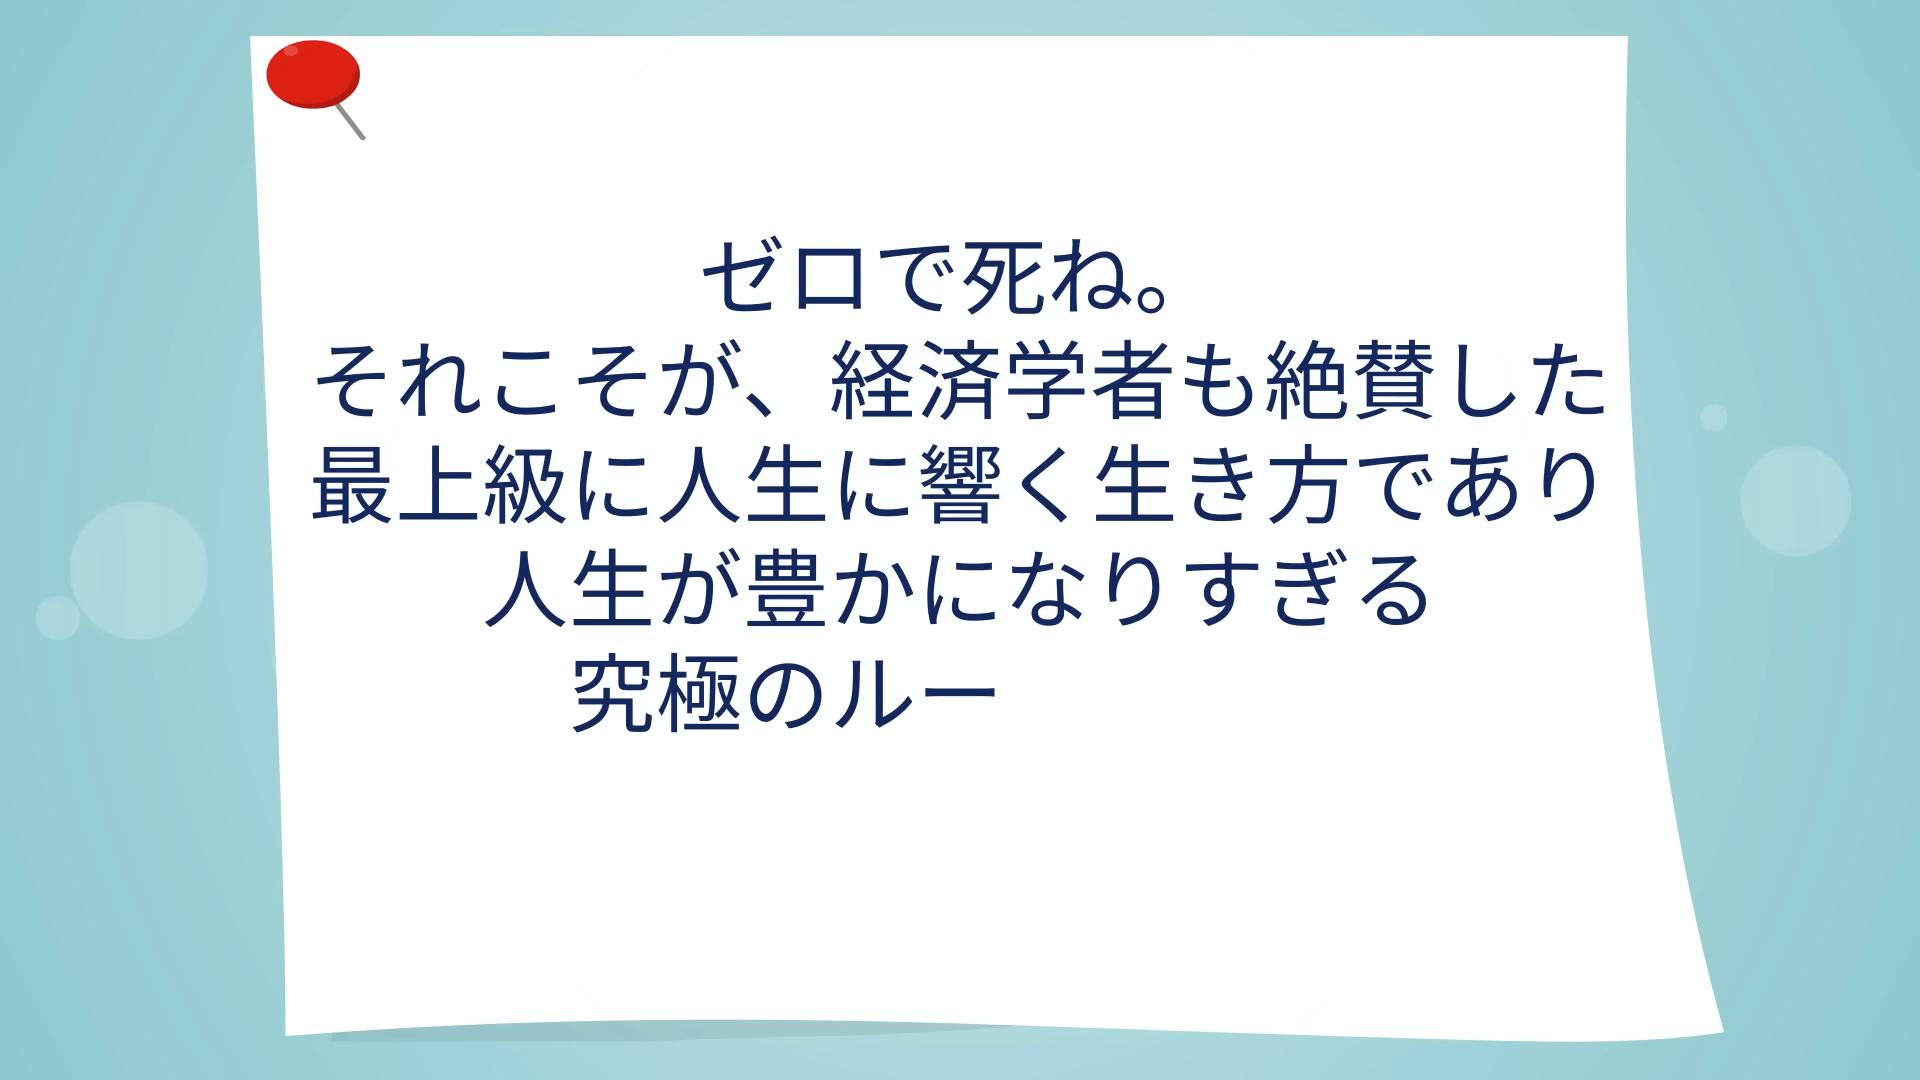 ゼロで死ね。
それこそが、経済学者も絶賛した
最上級に人生に響く生き方であり
人生が豊かになりすぎる
究極のルー